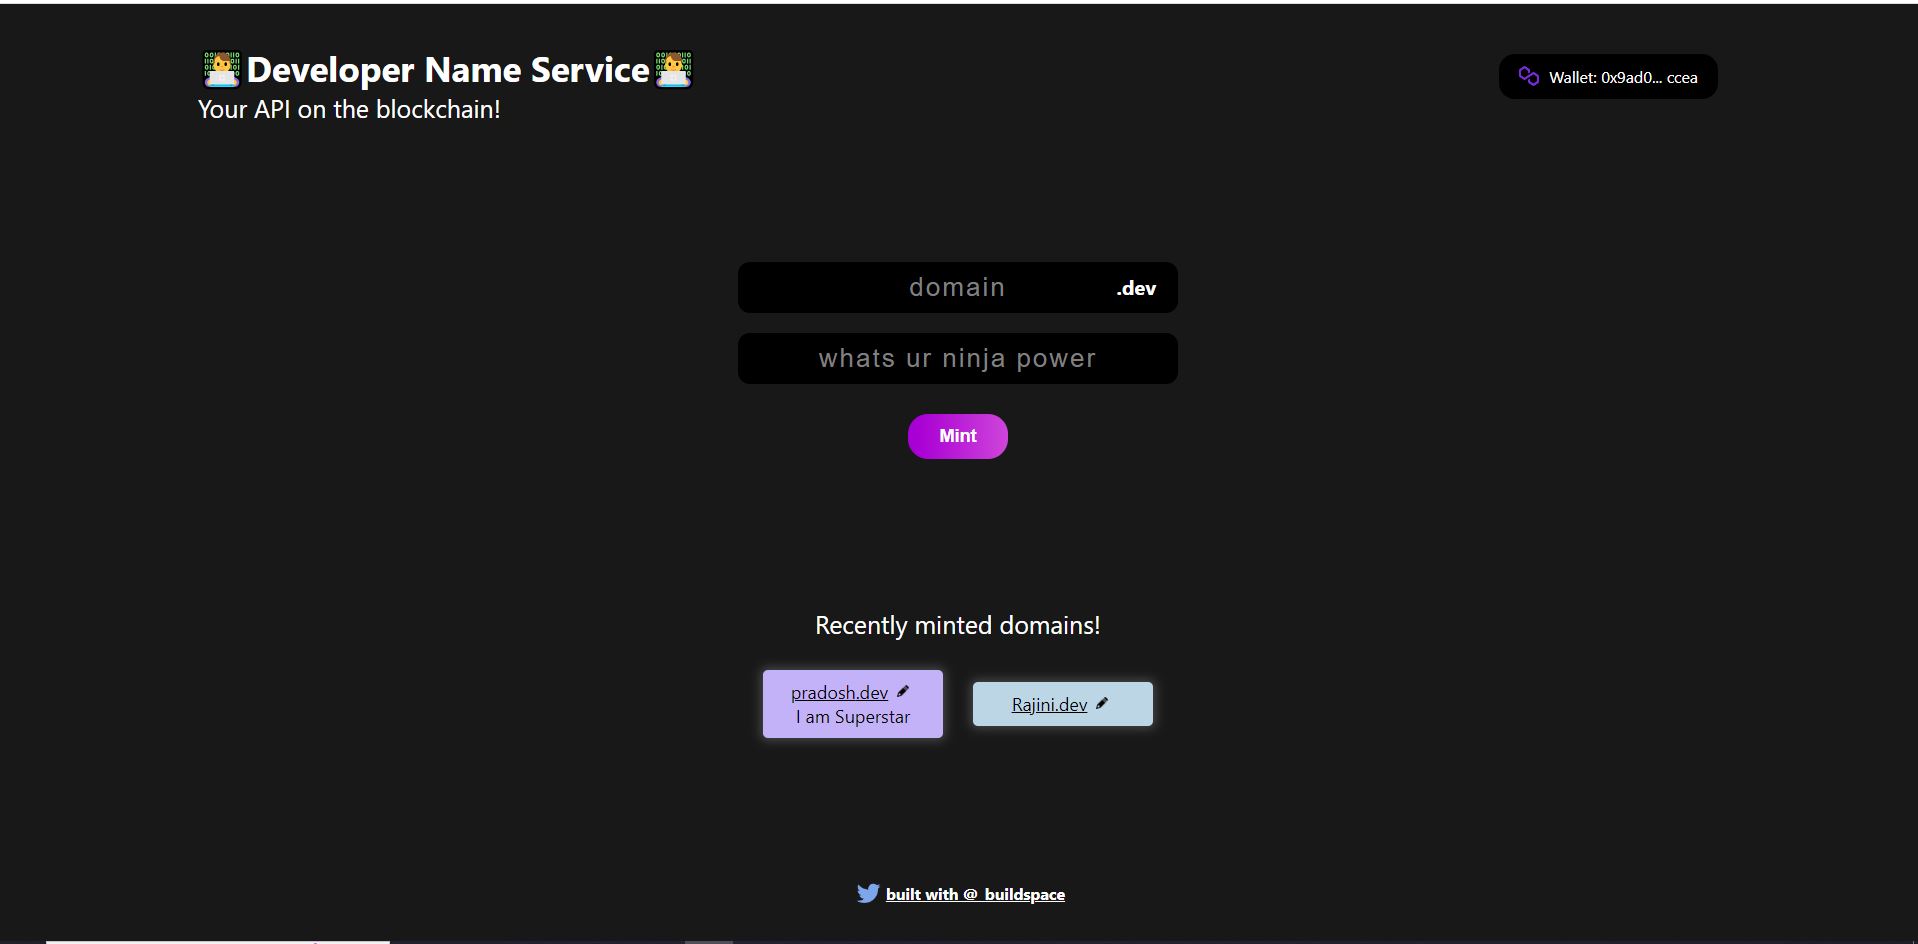 Developer Name Service
Your API on the blockchain!
Wallet: 0x9ad0... ccea
domain .dev
whats ur ninja power
Mint
Recently minted domains!
pradosh.dev
I am Superstar
Rajini.dev
built with @_buildspace